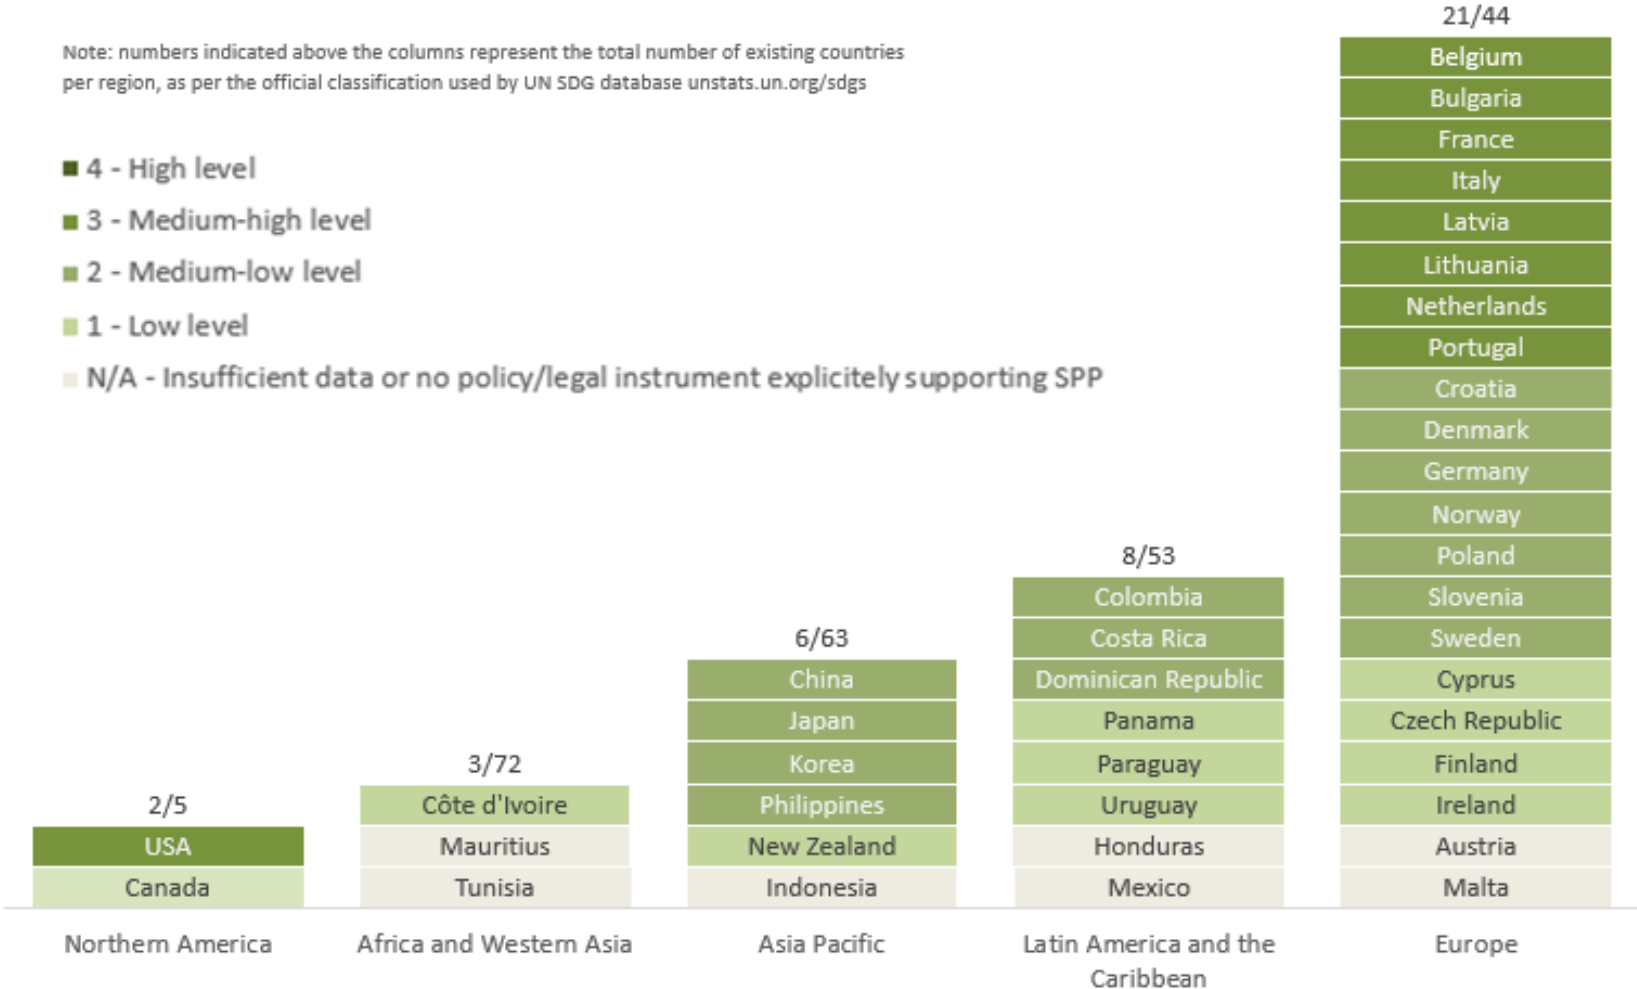 21/44
Note: numbers indicated above the columns represent the total number of existing countries
per region, as per the official classification used by UN SDG database unstats.un.org/sdgs
4 - High level
3 - Medium-high level
2 - Medium-low level
1 - Low level
N/A - Insufficient data or no policy/legal instrument explicitely supporting SPP
2/5
USA
Canada
Northern America
3/72
Côte d'Ivoire
Mauritius
Tunisia
Africa and Western Asia
6/63
China
Japan
Korea
Philippines
New Zealand
Indonesia
Asia Pacific
8/53
Colombia
Costa Rica
Dominican Republic
Panama
Paraguay
Uruguay
Honduras
Mexico
Latin America and the
Caribbean
Belgium
Bulgaria
France
Italy
Latvia
Lithuania
Netherlands
Portugal
Croatia
Denmark
Germany
Norway
Poland
Slovenia
Sweden
Cyprus
Czech Republic
Finland
Ireland
Austria
Malta
Europe